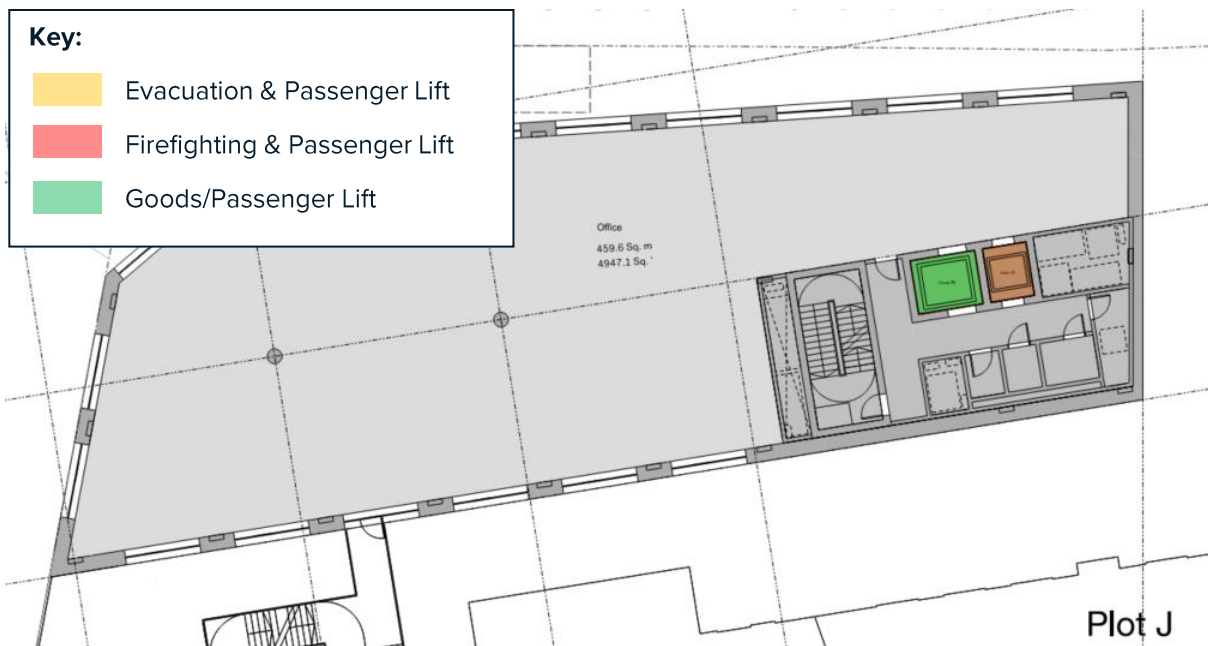 Key:
Evacuation & Passenger Lift
Firefighting & Passenger Lift
Goods/Passenger Lift
Office
459.6 Sq. m
4947.1 Sq. '
Plot J